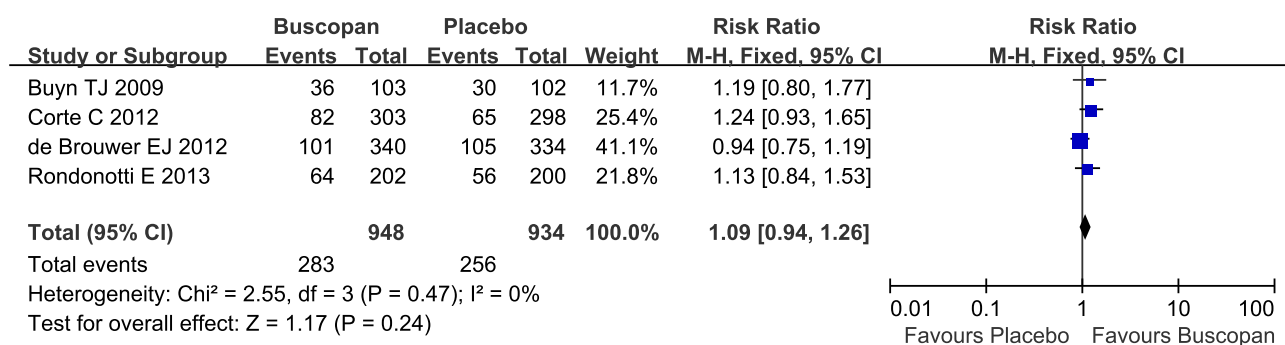 Buscopan Placebo Risk Ratio Risk Ratio
Study or Subgroup Events Total Events Total Weight M-H, Fixed, 95% CI M-H, Fixed, 95% CI
Buyn TJ 2009 36 103 30 102 11.7% 1.19 [0.80, 1.77]
Corte C 2012 82 303 65 298 25.4% 1.24 [0.93, 1.65]
de Brouwer EJ 2012 101 340 105 334 41.1% 0.94 [0.75, 1.19]
Rondonotti E 2013 64 202 56 200 21.8% 1.13 [0.84, 1.53]
Total (95% CI) 948 934 100.0% 1.09 [0.94, 1.26]
Total events 283 256
Heterogeneity: Chi² = 2.55, df = 3 (P = 0.47); I² = 0%
Test for overall effect: Z = 1.17 (P = 0.24)
0.01 0.1 1 10 100
Favours Placebo Favours Buscopan